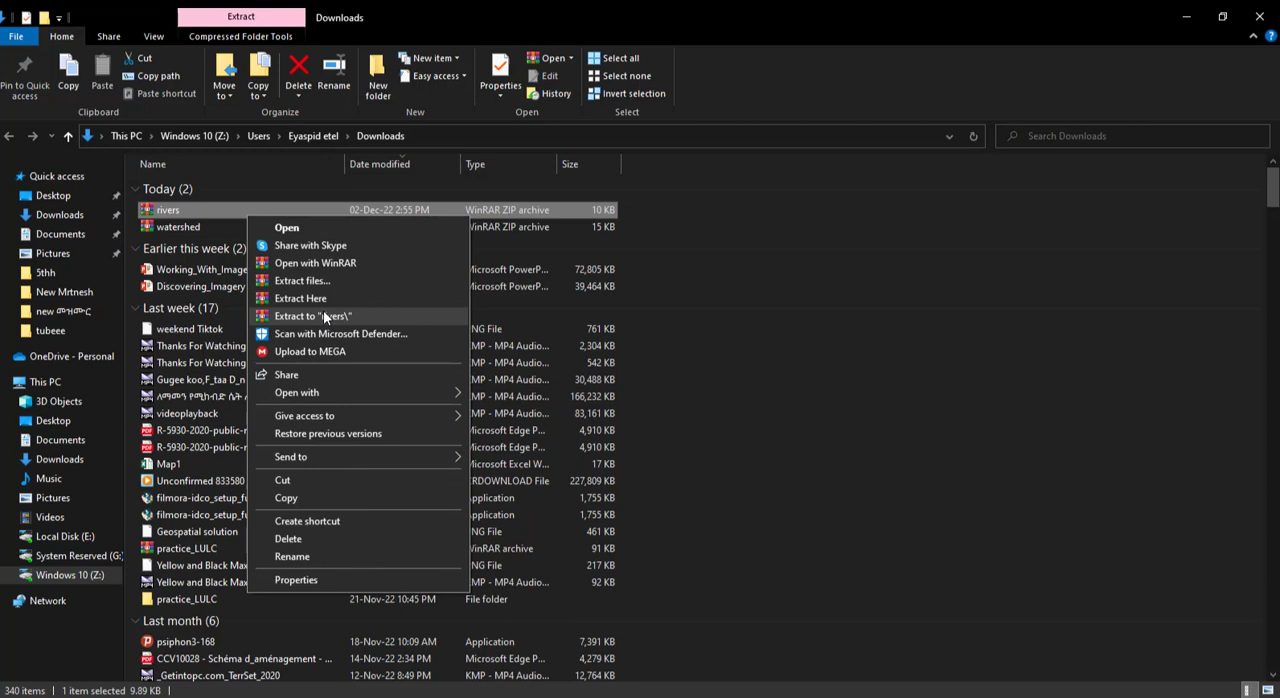 Extract
Downloads
File
Home
Share
View
Compressed Folder Tools
Pin to Quick access
Copy
Paste
Cut
Copy path
Paste shortcut
Clipboard
Move to
Copy to
Delete
Rename
Organize
New folder
New item
Easy access
New
Properties
Open
Edit
History
Open
Select all
Select none
Invert selection
Select
This PC > Windows 10 (Z:) > Users > Eyaspid etel > Downloads
Search Downloads
Quick access
Desktop
Downloads
Documents
Pictures
5thh
New Mrtnesh
new መዝሙር
tubeee
OneDrive - Personal
This PC
3D Objects
Desktop
Documents
Downloads
Music
Pictures
Videos
Local Disk (E:)
System Reserved (G:
Windows 10 (Z:)
Network
Name Date modified Type Size
Today (2)
rivers 02-Dec-22 2:55 PM WinRAR ZIP archive 10 KB
watershed WinRAR ZIP archive 15 KB
Earlier this week (2)
Working_With_Image Microsoft PowerP... 72,805 KB
Discovering_Imagery Microsoft PowerP... 39,464 KB
Last week (17)
weekend Tiktok NG File 761 KB
Thanks For Watching MP - MP4 Audio... 2,304 KB
Thanks For Watching MP - MP4 Audio... 542 KB
Gugee koo,F_taa D_n MP - MP4 Audio... 30,488 KB
ለማመን የሚከብድ ሴት MP - MP4 Audio... 166,232 KB
videoplayback MP - MP4 Audio... 83,161 KB
R-5930-2020-public-r Microsoft Edge P... 4,910 KB
R-5930-2020-public-r Microsoft Edge P... 4,910 KB
Map1 Microsoft Excel W... 17 KB
Unconfirmed 833580 RDOWNLOAD File 227,809 KB
filmora-idco_setup_fu pplication 1,755 KB
filmora-idco_setup_fu pplication 1,755 KB
Geospatial solution NG File 461 KB
practice_LULC WinRAR archive 91 KB
Yellow and Black Max NG File 217 KB
Yellow and Black Max MP - MP4 Audio... 92 KB
practice_LULC 21-Nov-22 10:45 PM File folder
Last month (6)
psiphon3-168 18-Nov-22 10:09 AM Application 7,391 KB
CCV10028 - Schéma d_aménagement - ... 14-Nov-22 2:34 PM Microsoft Edge P... 4,279 KB
_Getintopc.com_TerrSet_2020 12-Nov-22 8:49 PM KMP - MP4 Audio... 12,764 KB
Open
Share with Skype
Open with WinRAR
Extract files...
Extract Here
Extract to "rivers\"
Scan with Microsoft Defender...
Upload to MEGA
Share
Open with
Give access to
Restore previous versions
Send to
Cut
Copy
Create shortcut
Delete
Rename
Properties
340 items 1 item selected 9.89 KB